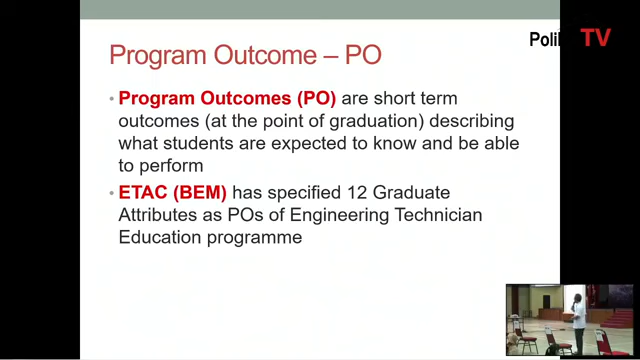 Program Outcome – PO
Poli
TV
• Program Outcomes (PO) are short term
outcomes (at the point of graduation) describing
what students are expected to know and be able
to perform
• ETAC (BEM) has specified 12 Graduate
Attributes as POs of Engineering Technician
Education programme